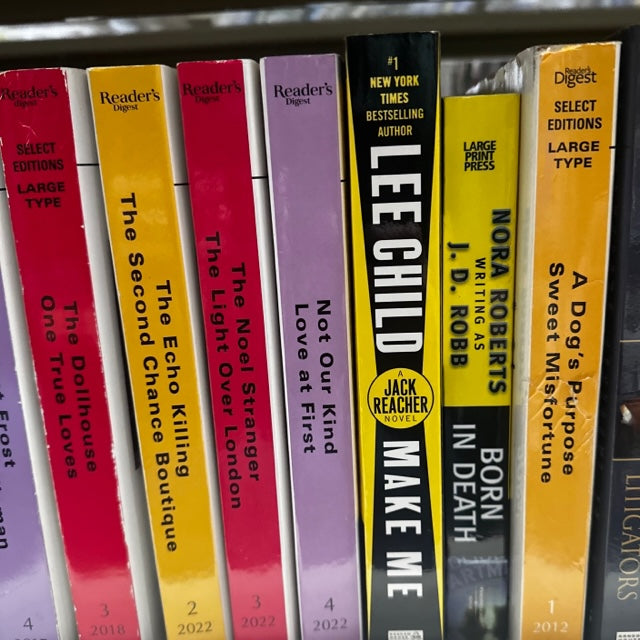 Frost
4
Reader's
Digest
SELECT
EDITIONS
LARGE
TYPE
The Dollhouse
One True Loves
3
2018
Reader's
Digest
The Echo Killing
The Second Chance Boutique
2
2022
Reader's
Digest
The Noel Stranger
The Light Over London
3
2022
Reader's
Digest
Not Our Kind
Love at First
4
2022
#1
NEW YORK
TIMES
BESTSELLING
AUTHOR
LEE CHILD
A
JACK
REACHER
NOVEL
MAKE ME
LARGE
PRINT
PRESS
NORA ROBERTS
WRITING AS
J. D. ROBB
BORN
IN DEATH
Reader's
Digest
SELECT
EDITIONS
LARGE
TYPE
A Dog's Purpose
Sweet Misfortune
1
2012
LITIGATORS